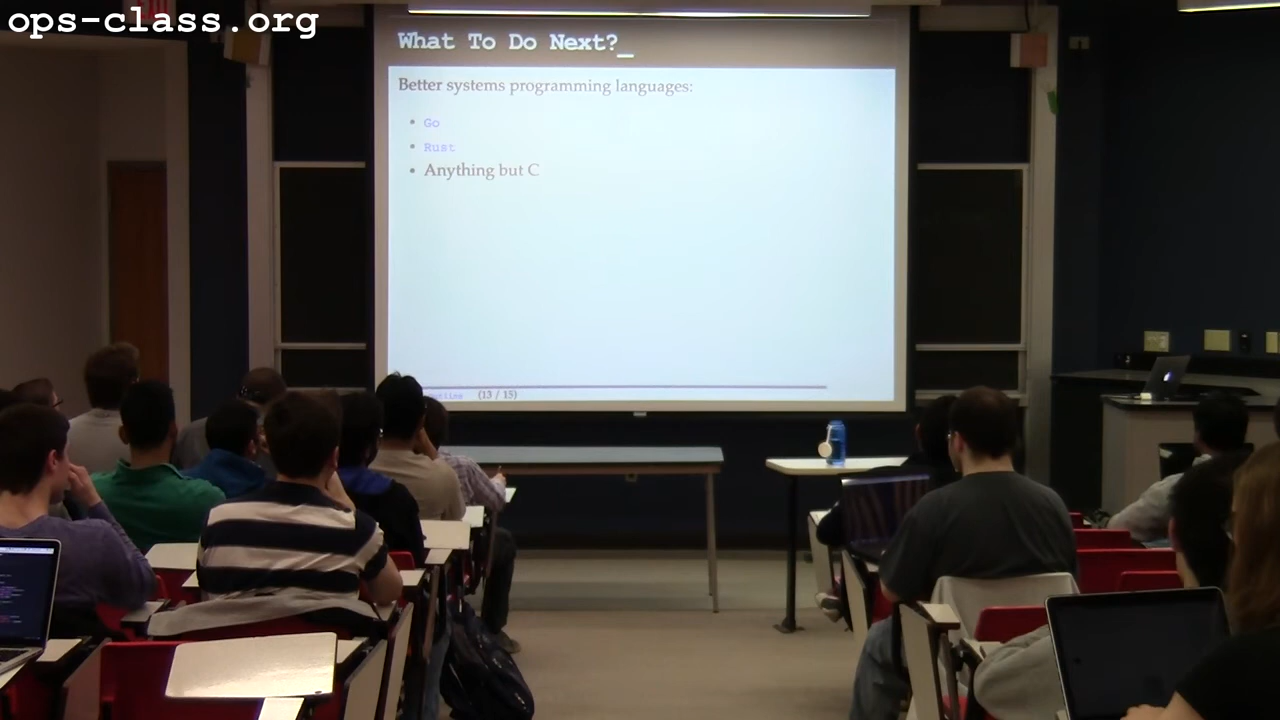 ops-class.org
What To Do Next?_
Better systems programming languages:
• Go
• Rust
• Anything but C
(13 / 15)